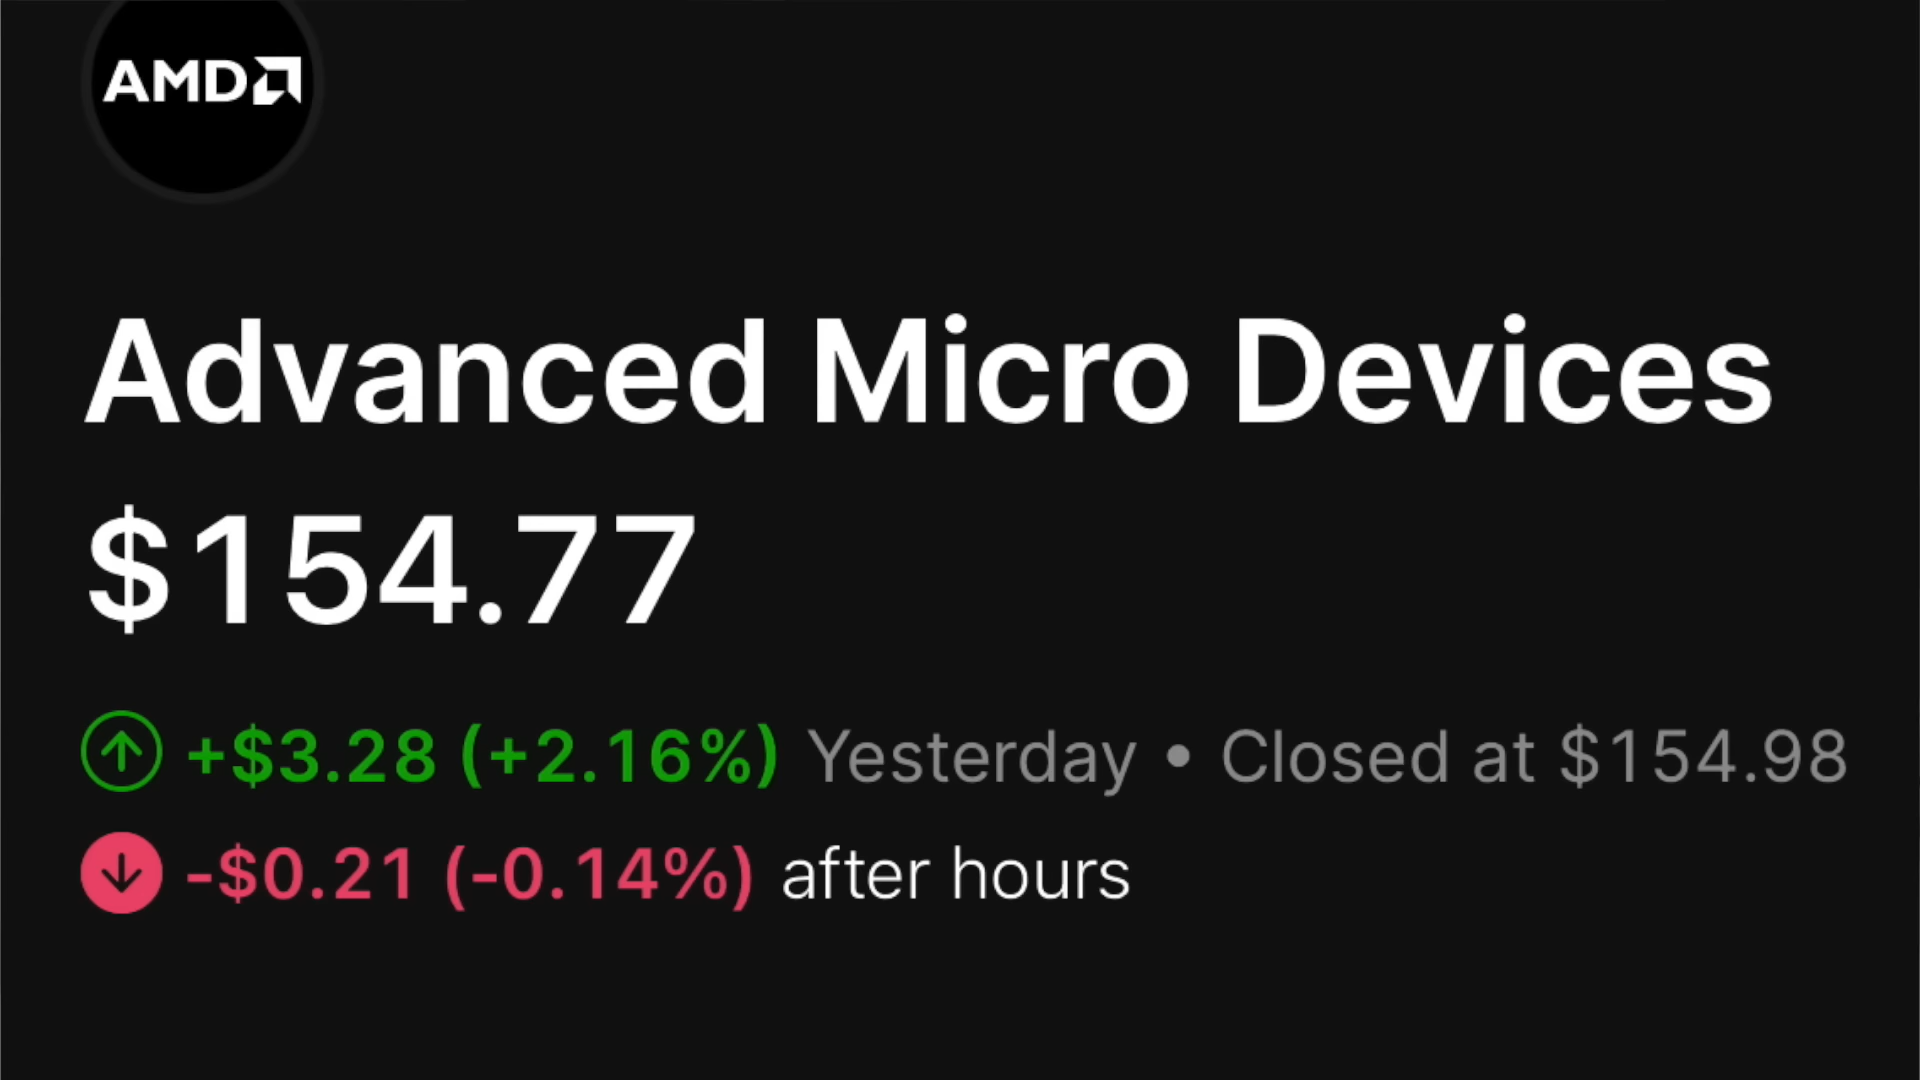 AMD
Advanced Micro Devices
$154.77
+$3.28 (+2.16%) Yesterday • Closed at $154.98
-$0.21 (-0.14%) after hours